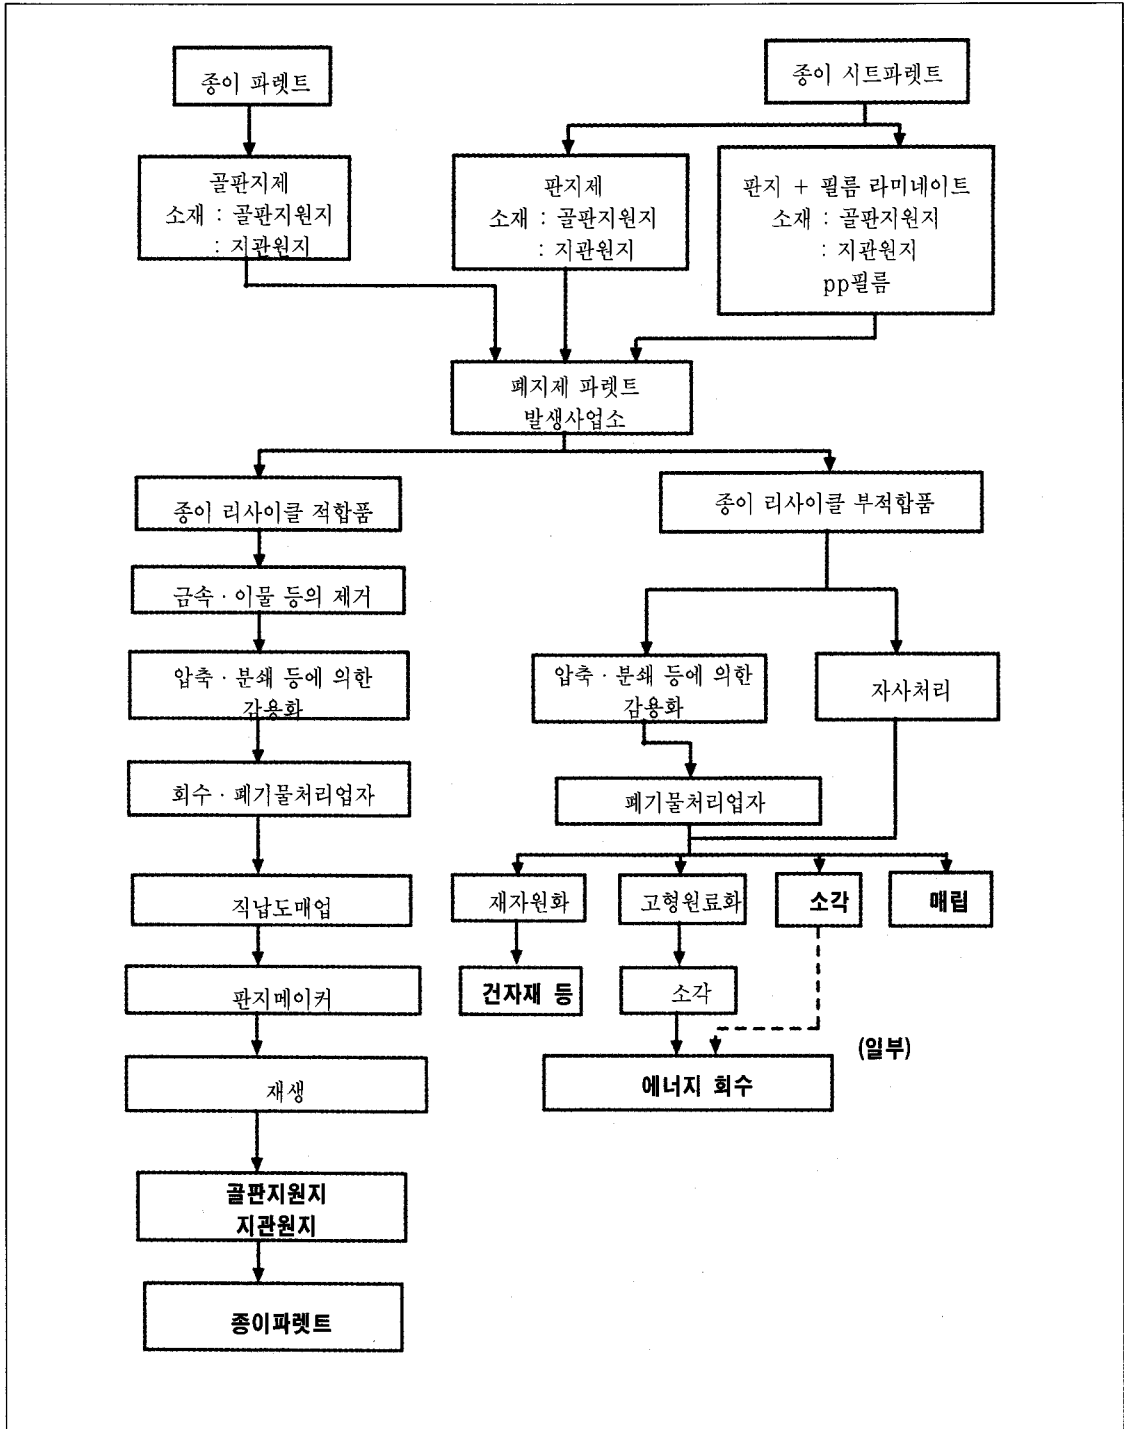 종이 파렛트
종이 시트파렛트
골판지제
소재 : 골판지원지
: 지관원지
판지제
소재 : 골판지원지
: 지관원지
판지 + 필름 라미네이트
소재 : 골판지원지
: 지관원지
pp필름
폐지제 파렛트
발생사업소
종이 리사이클 적합품
종이 리사이클 부적합품
금속·이물 등의 제거
압축·분쇄 등에 의한
감용화
압축·분쇄 등에 의한
감용화
자사처리
회수·폐기물처리업자
폐기물처리업자
직납도매업
재자원화
고형원료화
소각
매립
판지메이커
건자재 등
소각
(일부)
재생
에너지 회수
골판지원지
지관원지
종이파렛트